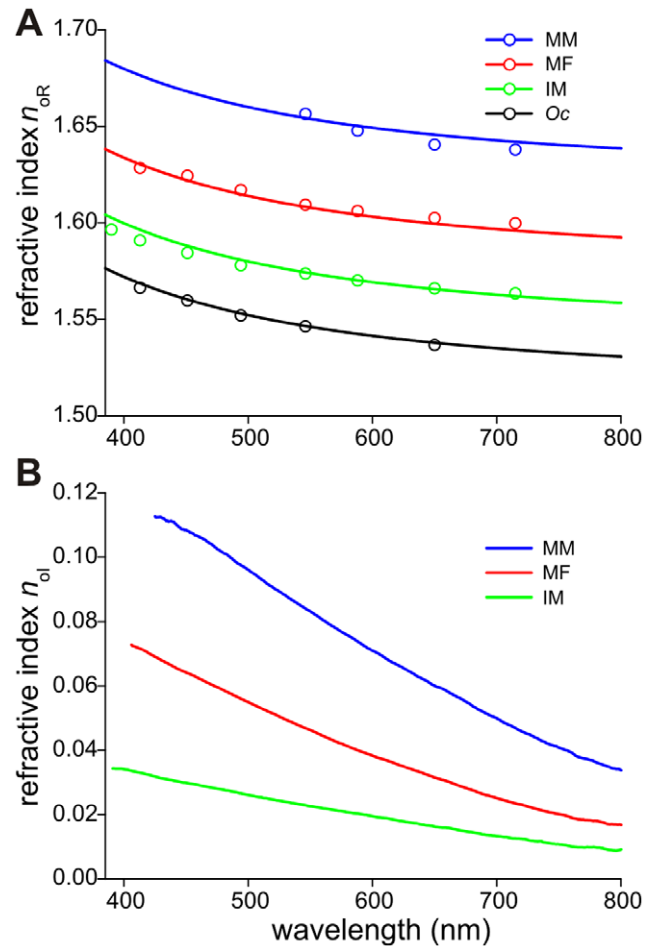 A
refractive index noR
1.70
1.65
1.60
1.55
1.50
MM
MF
IM
Oc
400 500 600 700 800
B
refractive index noI
0.12
0.10
0.08
0.06
0.04
0.02
0.00
MM
MF
IM
400 500 600 700 800
wavelength (nm)